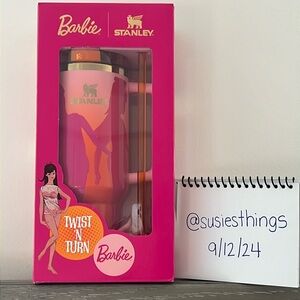 Barbie
STANLEY
STANLEY
TWIST
'N
TURN
Barbie
@susiesthings
9/12/24